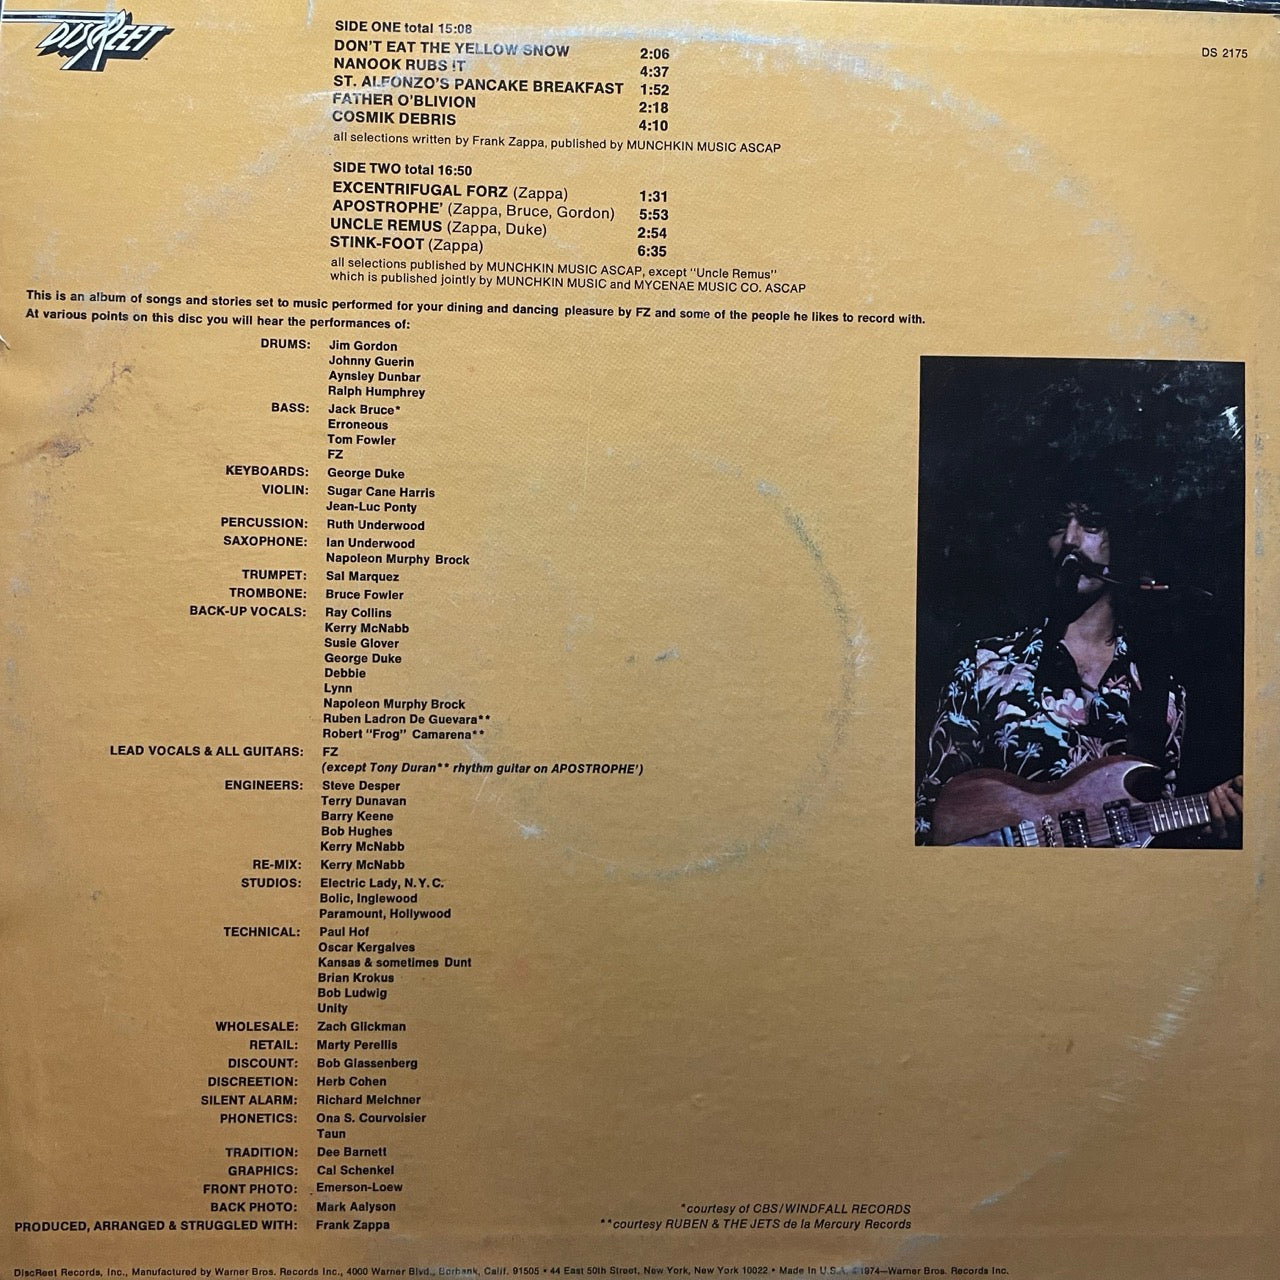 DISCREET
DS 2175
SIDE ONE total 15:08
DON'T EAT THE YELLOW SNOW 2:06
NANOOK RUBS IT 4:37
ST. ALFONZO'S PANCAKE BREAKFAST 1:52
FATHER O'BLIVION 2:18
COSMIK DEBRIS 4:10
all selections written by Frank Zappa, published by MUNCHKIN MUSIC ASCAP
SIDE TWO total 16:50
EXCENTRIFUGAL FORZ (Zappa) 1:31
APOSTROPHE' (Zappa, Bruce, Gordon) 5:53
UNCLE REMUS (Zappa, Duke) 2:54
STINK-FOOT (Zappa) 6:35
all selections published by MUNCHKIN MUSIC ASCAP, except "Uncle Remus"
which is published jointly by MUNCHKIN MUSIC and MYCENAE MUSIC CO. ASCAP
This is an album of songs and stories set to music performed for your dining and dancing pleasure by FZ and some of the people he likes to record with.
At various points on this disc you will hear the performances of:
DRUMS: Jim Gordon
Johnny Guerin
Aynsley Dunbar
Ralph Humphrey
BASS: Jack Bruce*
Erroneous
Tom Fowler
FZ
KEYBOARDS: George Duke
VIOLIN: Sugar Cane Harris
Jean-Luc Ponty
PERCUSSION: Ruth Underwood
SAXOPHONE: Ian Underwood
Napoleon Murphy Brock
TRUMPET: Sal Marquez
TROMBONE: Bruce Fowler
BACK-UP VOCALS: Ray Collins
Kerry McNabb
Susie Glover
George Duke
Debbie
Lynn
Napoleon Murphy Brock
Ruben Ladron De Guevara**
Robert "Frog" Camarena**
LEAD VOCALS & ALL GUITARS: FZ
(except Tony Duran** rhythm guitar on APOSTROPHE')
ENGINEERS: Steve Desper
Terry Dunavan
Barry Keene
Bob Hughes
Kerry McNabb
RE-MIX: Kerry McNabb
STUDIOS: Electric Lady, N.Y.C.
Bolic, Inglewood
Paramount, Hollywood
TECHNICAL: Paul Hof
Oscar Kergalves
Kansas & sometimes Dunt
Brian Krokus
Bob Ludwig
Unity
WHOLESALE: Zach Glickman
RETAIL: Marty Perellis
DISCOUNT: Bob Glassenberg
DISCREETION: Herb Cohen
SILENT ALARM: Richard Melchner
PHONETICS: Ona S. Courvoisier
Taun
TRADITION: Dee Barnett
GRAPHICS: Cal Schenkel
FRONT PHOTO: Emerson-Loew
BACK PHOTO: Mark Aalyson
PRODUCED, ARRANGED & STRUGGLED WITH: Frank Zappa
*courtesy of CBS/WINDFALL RECORDS
**courtesy RUBEN & THE JETS de la Mercury Records
DiscReet Records, Inc., Manufactured by Warner Bros. Records Inc., 4000 Warner Blvd., Burbank, Calif. 91505 • 44 East 50th Street, New York, New York 10022 • Made In U.S.A. ©1974—Warner Bros. Records Inc.